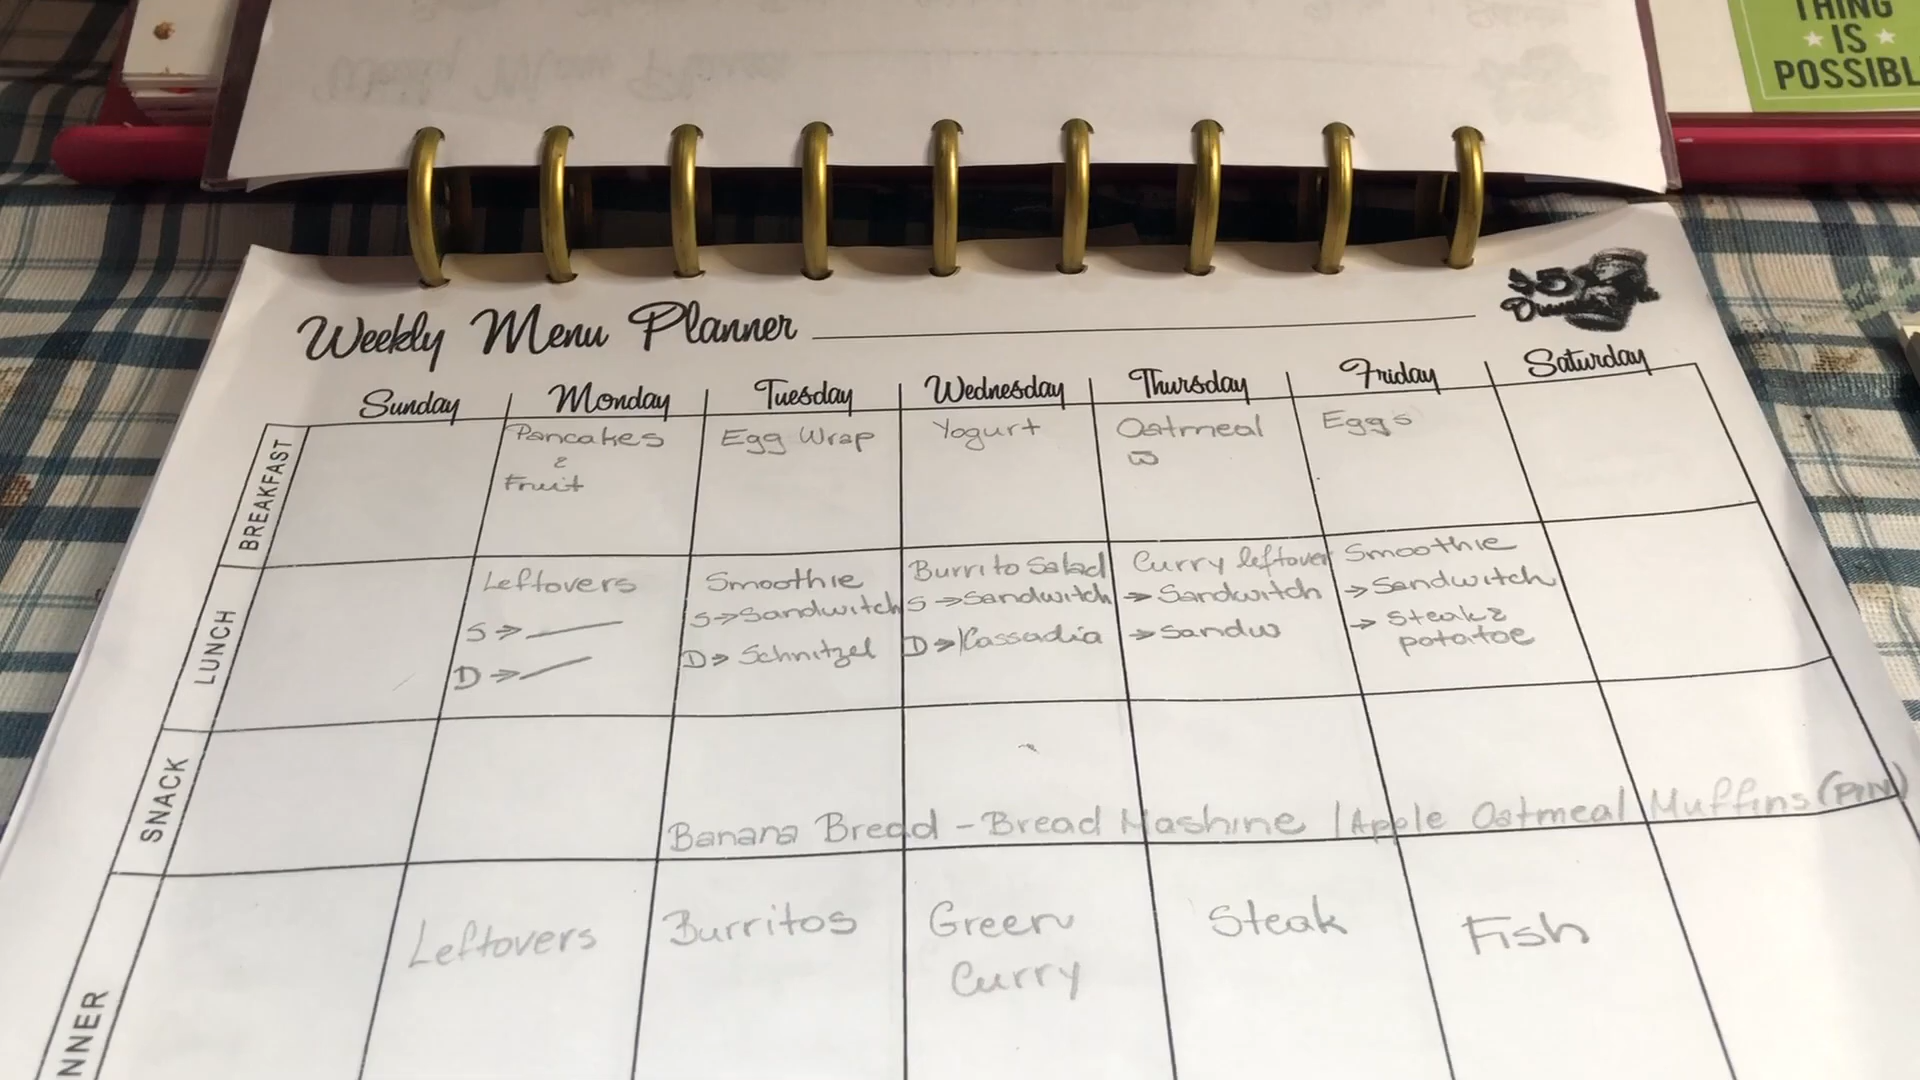 THING
IS
POSSIBL
Weekly Menu Planner
Sunday Monday Tuesday Wednesday Thursday Friday Saturday
BREAKFAST
Pancakes
&
Fruit
Egg Wrap
Yogurt
Oatmeal
Eggs
LUNCH
Leftovers
S→
D→
Smoothie
S→Sandwitch
D→ Schnitzel
Burrito Salad
S→Sandwitch
D→Kassadia
Curry leftover
→ Sandwitch
→ Sandw
Smoothie
→ Sandwitch
→ Steak &
potatoe
SNACK
Banana Bread - Bread Mashine | Apple Oatmeal Muffins (PIN)
NNER
Leftovers
Burritos
Green
Curry
Steak
Fish